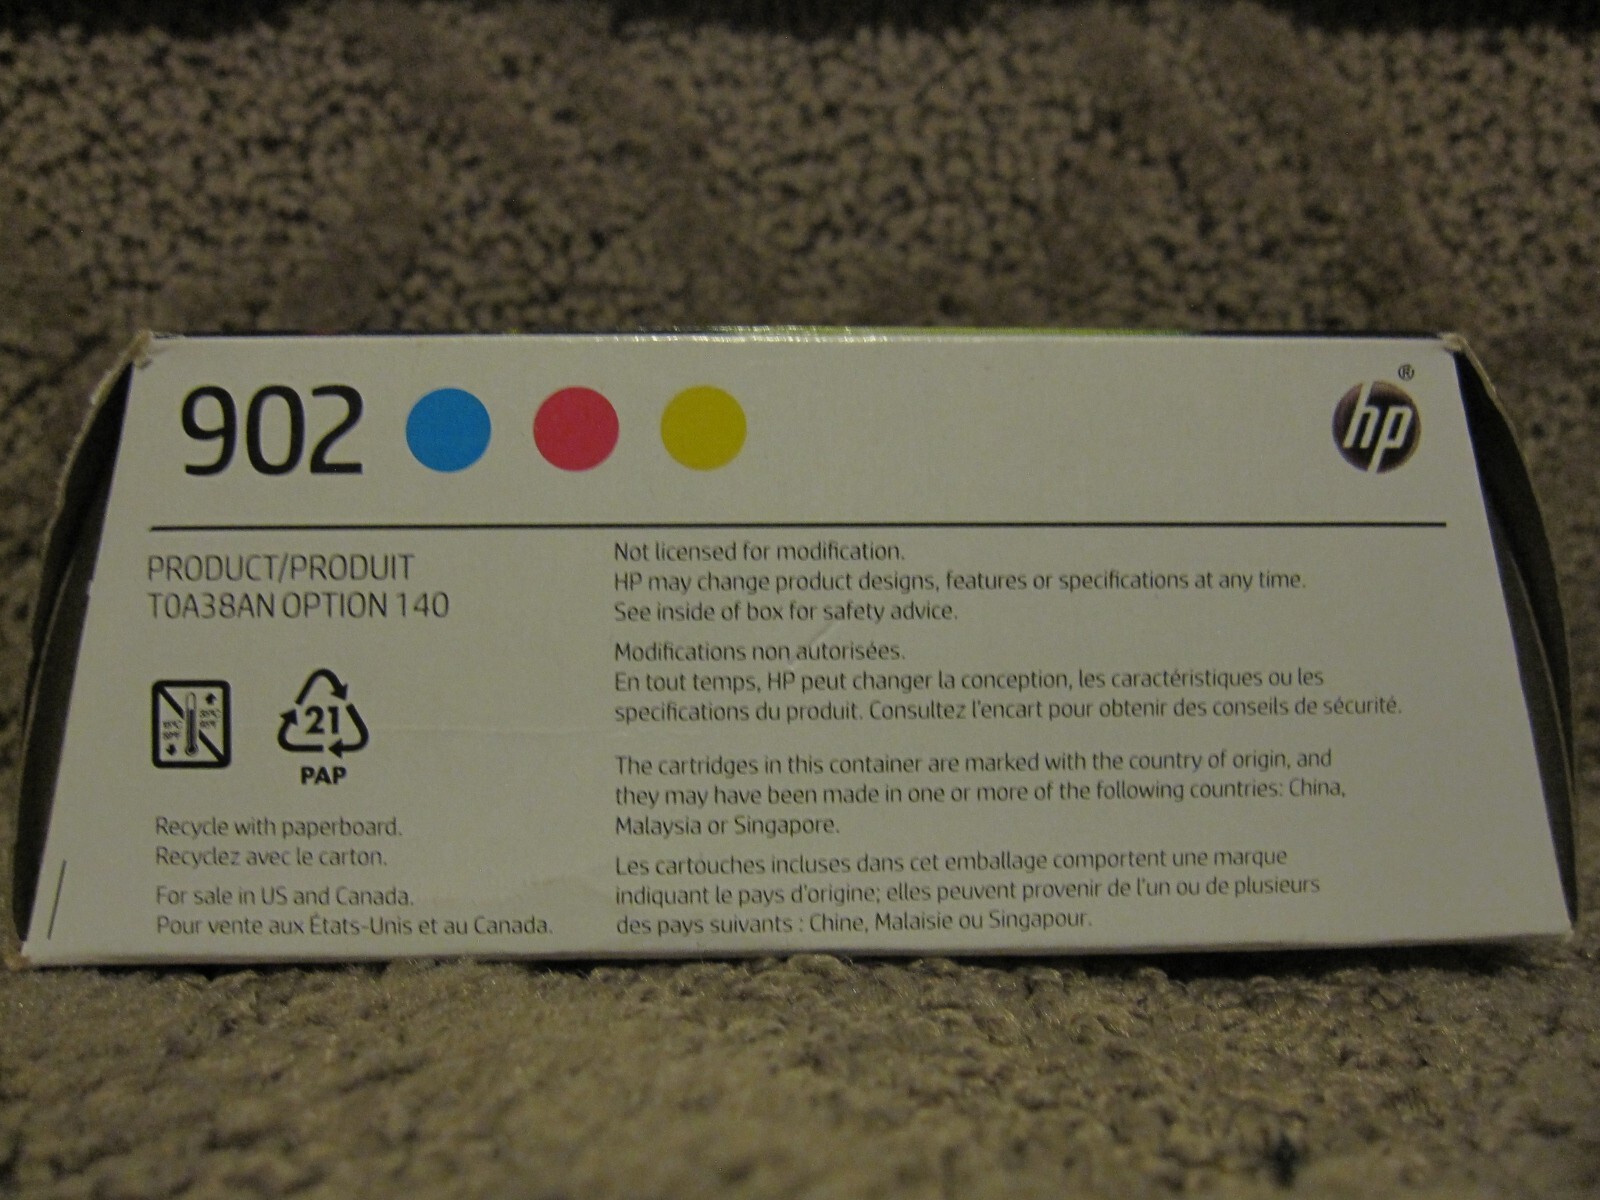 902
hp®
PRODUCT/PRODUIT
T0A38AN OPTION 140
21
PAP
Recycle with paperboard.
Recyclez avec le carton.
For sale in US and Canada.
Pour vente aux États-Unis et au Canada.
Not licensed for modification.
HP may change product designs, features or specifications at any time.
See inside of box for safety advice.
Modifications non autorisées.
En tout temps, HP peut changer la conception, les caractéristiques ou les
specifications du produit. Consultez l'encart pour obtenir des conseils de sécurité.
The cartridges in this container are marked with the country of origin, and
they may have been made in one or more of the following countries: China,
Malaysia or Singapore.
Les cartouches incluses dans cet emballage comportent une marque
indiquant le pays d'origine; elles peuvent provenir de l'un ou de plusieurs
des pays suivants : Chine, Malaisie ou Singapour.